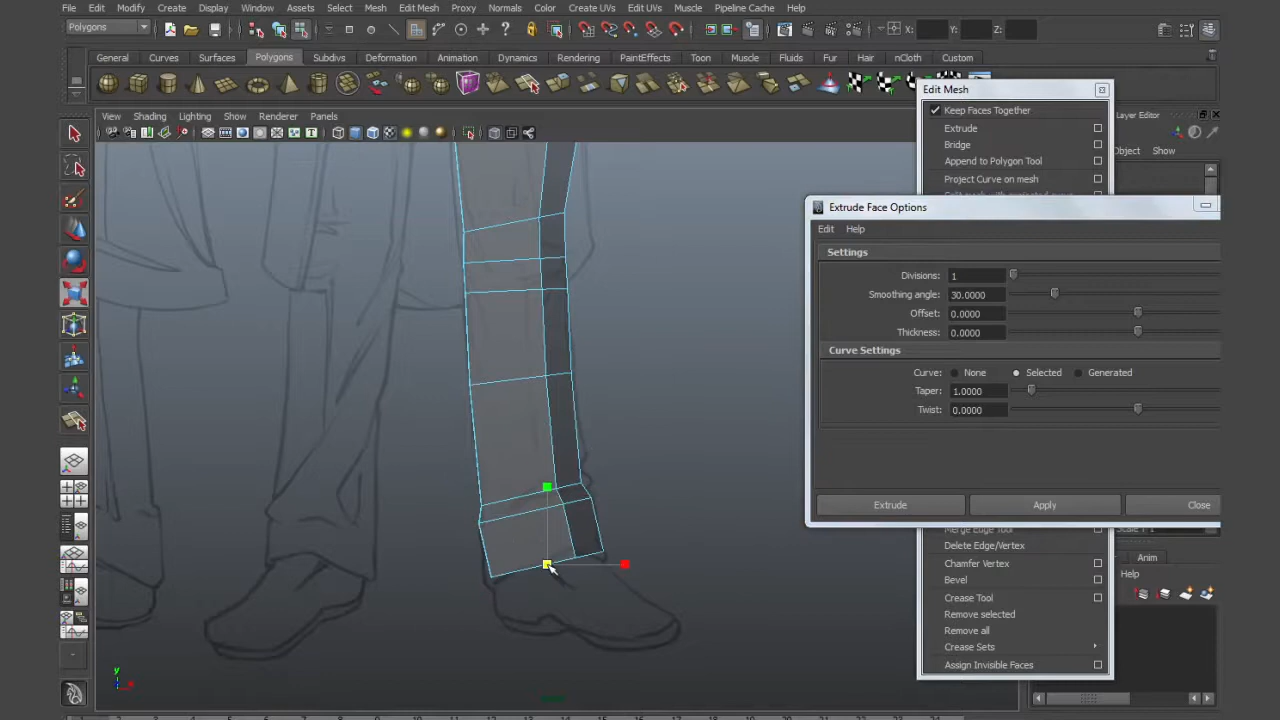 File Edit Modify Create Display Window Assets Select Mesh Edit Mesh Proxy Normals Color Create UVs Edit UVs Muscle Pipeline Cache Help
Polygons X: Y: Z:
General Curves Surfaces Polygons Subdivs Deformation Animation Dynamics Rendering PaintEffects Toon Muscle Fluids Fur Hair nCloth Custom
Edit Mesh
View Shading Lighting Show Renderer Panels
Keep Faces Together
Layer Editor
Extrude
Bridge
Object Show
Append to Polygon Tool
Project Curve on mesh
Extrude Face Options
Edit Help
Settings
Divisions: 1
Smoothing angle: 30.0000
Offset: 0.0000
Thickness: 0.0000
Curve Settings
Curve: None Selected Generated
Taper: 1.0000
Twist: 0.0000
Extrude Apply Close
Merge Edge Tool
Delete Edge/Vertex
Anim
Chamfer Vertex
Help
Bevel
Crease Tool
Remove selected
Remove all
Crease Sets
Assign Invisible Faces
y